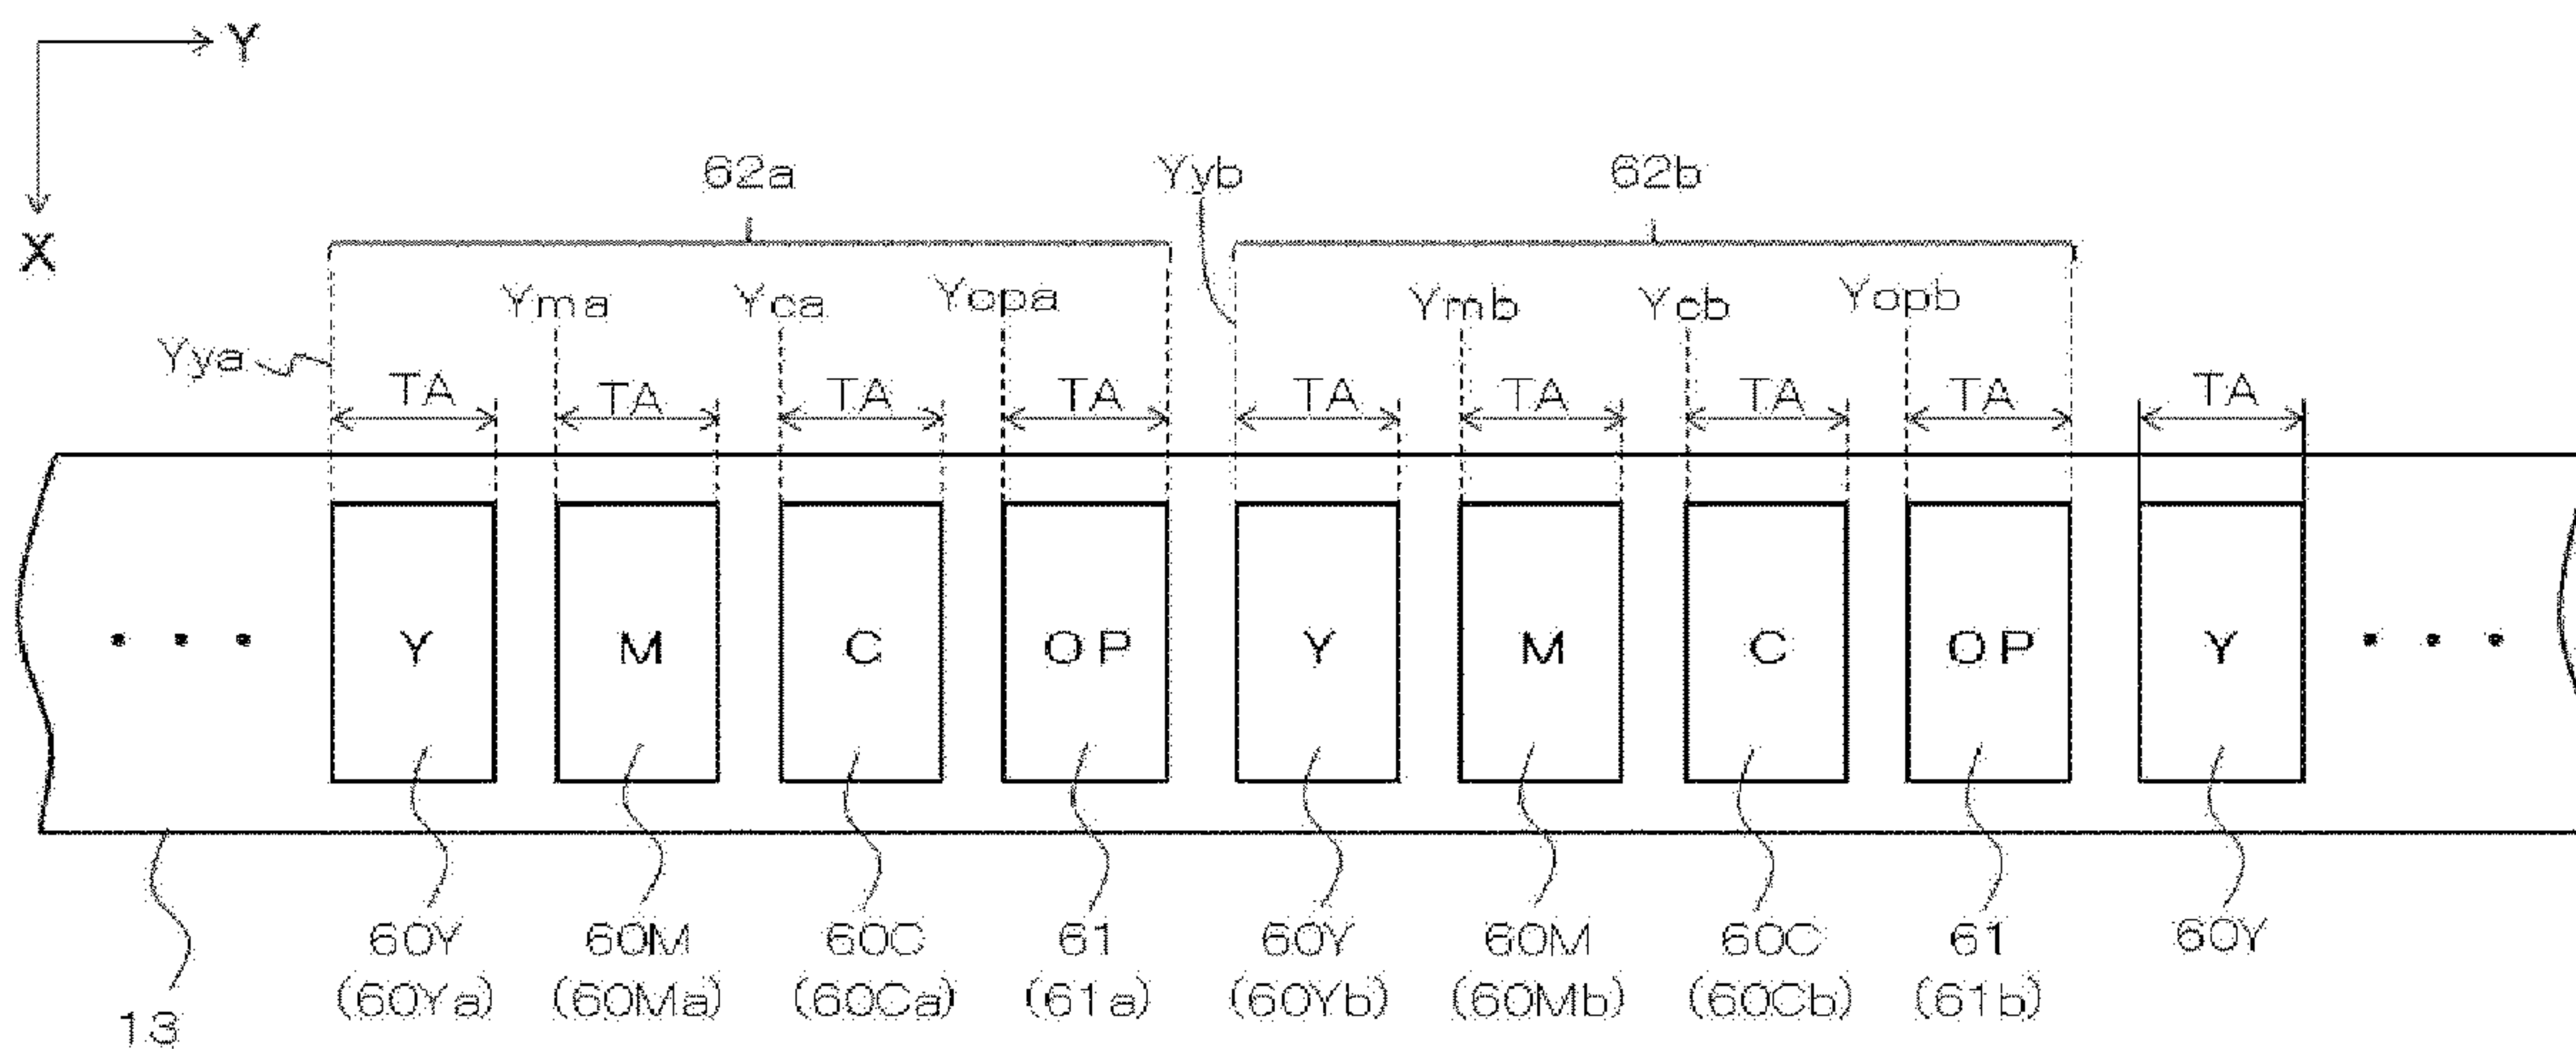 Y
X
62a Yyb 62b
Yma Yca Yopa Ymb Ycb Yopb
Yya
TA TA TA TA TA TA TA TA TA
Y M C OP Y M C OP Y
60Y 60M 60C 61 60Y 60M 60C 61 60Y
(60Ya) (60Ma) (60Ca) (61a) (60Yb) (60Mb) (60Cb) (61b)
13